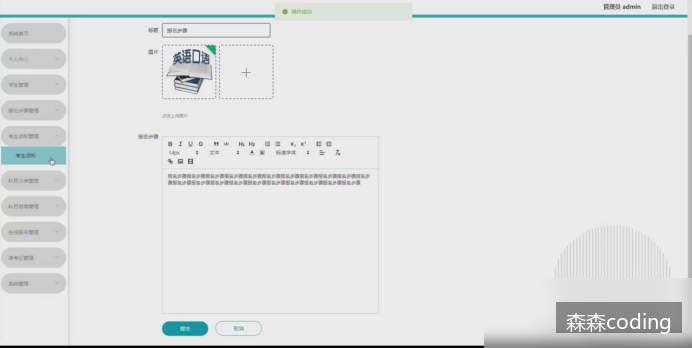 管理员 admin 退出登录
操作成功
系统首页
个人中心
学生管理
报名步骤管理
考生须知管理
考生须知
科目分类管理
科目信息管理
在线报名管理
准考证管理
系统管理
标题 报名步骤
图片
英语口语
点击上传图片
报名步骤
B I U S H₁ H₂ X₂ X²
14px 文本 标准字体
报名步骤报名步骤报名步骤报名步骤报名步骤报名步骤报名步骤报名步骤报名步骤报名步骤报名步
骤报名步骤报名步骤报名步骤报名步骤报名步骤报名步骤报名步骤报名步骤报名步骤报名步骤
提交 取消
森森coding